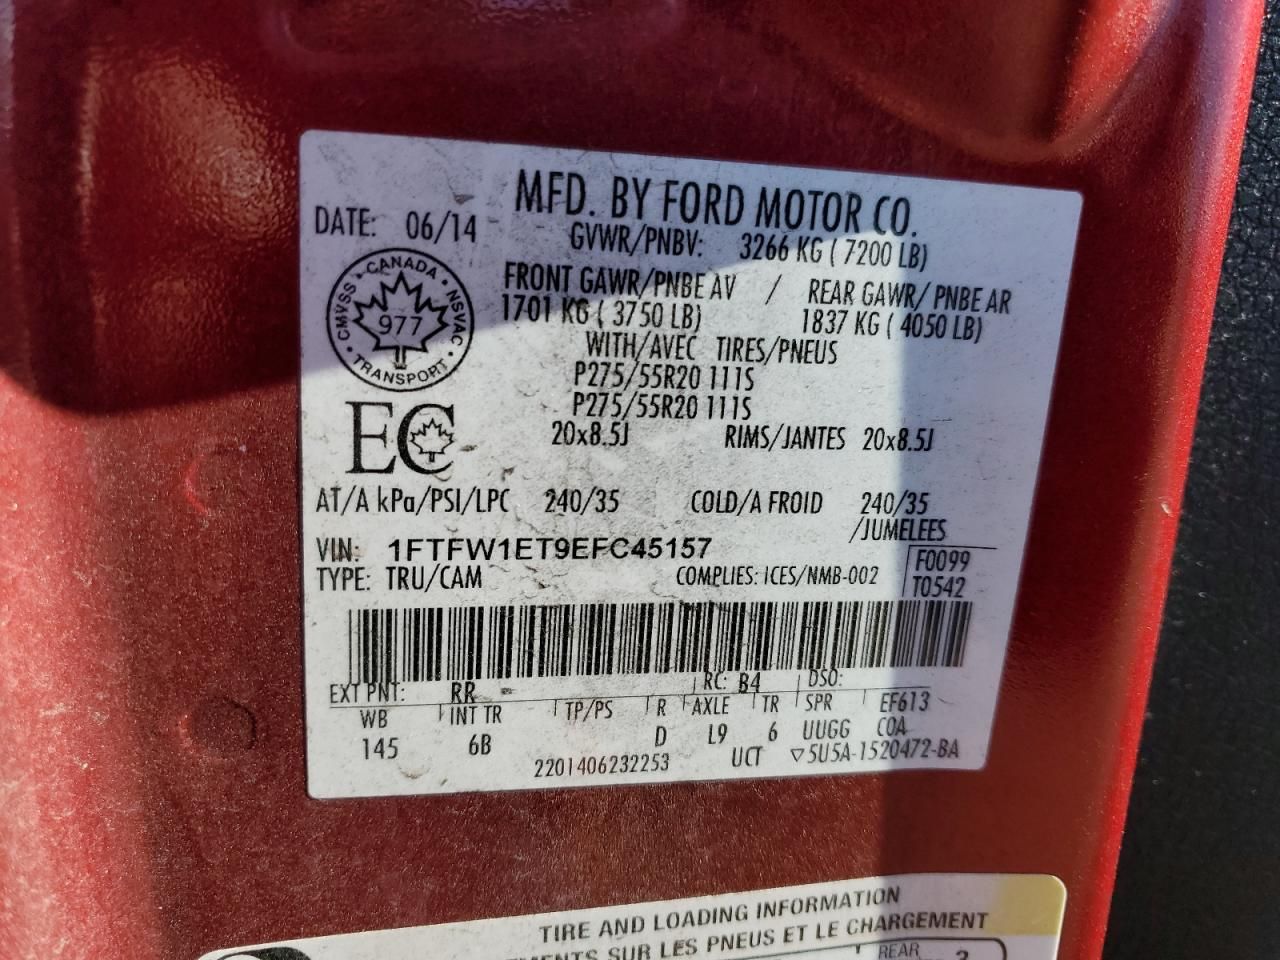 MFD. BY FORD MOTOR CO.
DATE: 06/14
GVWR/PNBV: 3266 KG ( 7200 LB)
FRONT GAWR/PNBE AV / REAR GAWR/ PNBE AR
1701 KG ( 3750 LB) 1837 KG ( 4050 LB)
CMVSS · CANADA · NSVAC · TRANSPORT ·
977
WITH/AVEC TIRES/PNEUS
P275/55R20 111S
P275/55R20 111S
EC
20x8.5J RIMS/JANTES 20x8.5J
AT/A kPa/PSI/LPC 240/35 COLD/A FROID 240/35
/JUMELEES
VIN: 1FTFW1ET9EFC45157
TYPE: TRU/CAM COMPLIES: ICES/NMB-002
F0099
T0542
EXT PNT: RR RC: B4 DSO:
WB INT TR TP/PS R AXLE TR SPR EF613
145 6B D L9 6 UUGG COA
2201406232253 UCT ▽5U5A-1520472-BA
TIRE AND LOADING INFORMATION
SUR LES PNEUS ET LE CHARGEMENT
REAR